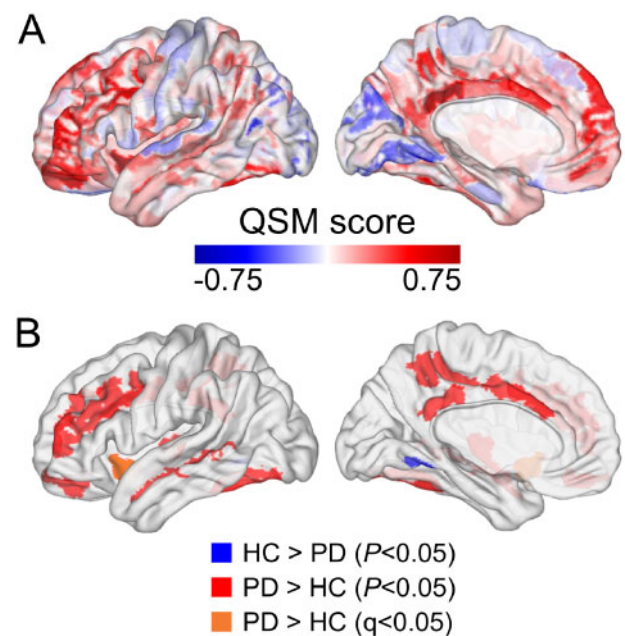 A
QSM score
-0.75 0.75
B
HC > PD (P<0.05)
PD > HC (P<0.05)
PD > HC (q<0.05)